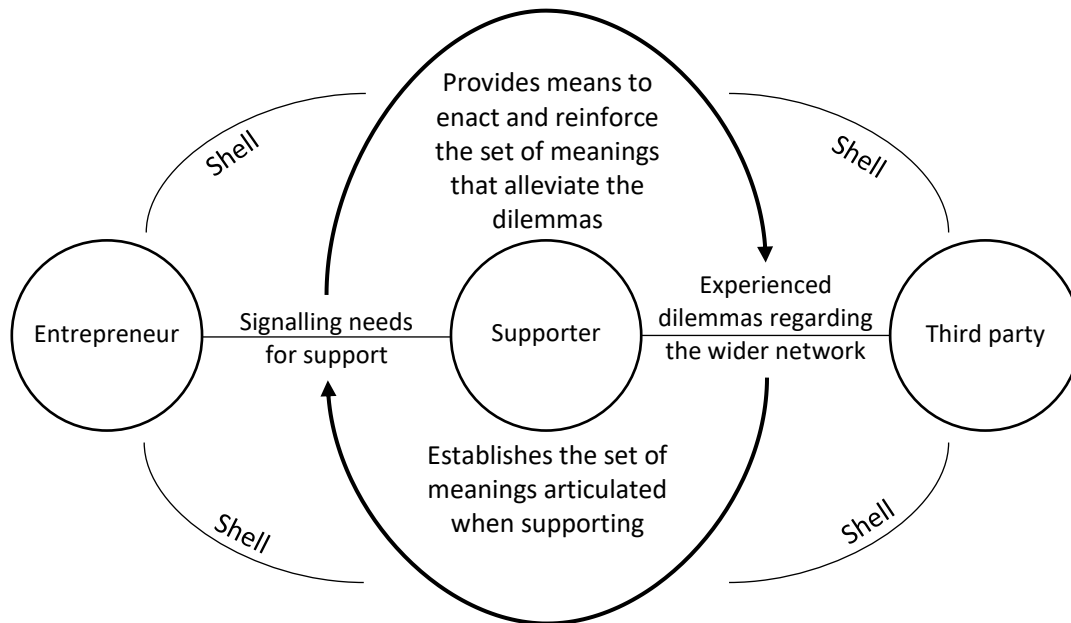 Provides means to
enact and reinforce
the set of meanings
that alleviate the
dilemmas
Shell
Shell
Entrepreneur
Signalling needs
for support
Supporter
Experienced
dilemmas regarding
the wider network
Third party
Establishes the set of
meanings articulated
when supporting
Shell
Shell